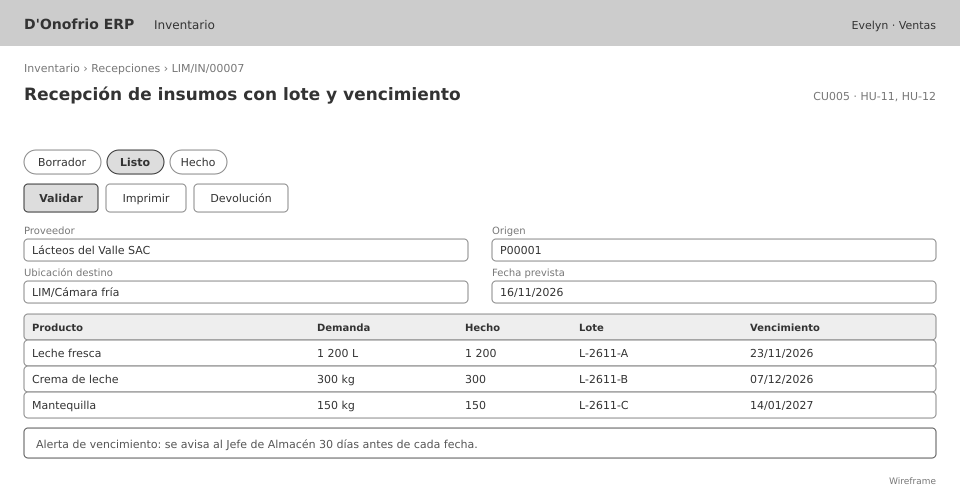 D'Onofrio ERP Inventario Evelyn · Ventas
Inventario › Recepciones › LIM/IN/00007
Recepción de insumos con lote y vencimiento CU005 · HU-11, HU-12
Borrador Listo Hecho
Validar Imprimir Devolución
Proveedor Origen
Lácteos del Valle SAC P00001
Ubicación destino Fecha prevista
LIM/Cámara fría 16/11/2026
Producto Demanda Hecho Lote Vencimiento
Leche fresca 1 200 L 1 200 L-2611-A 23/11/2026
Crema de leche 300 kg 300 L-2611-B 07/12/2026
Mantequilla 150 kg 150 L-2611-C 14/01/2027
Alerta de vencimiento: se avisa al Jefe de Almacén 30 días antes de cada fecha.
Wireframe